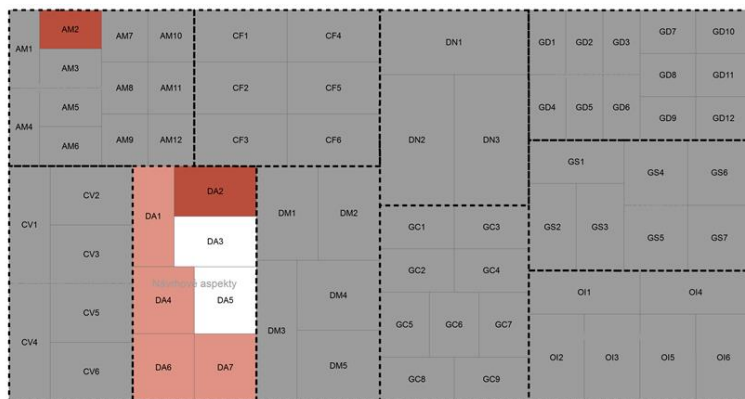 AM1
AM2
AM3
AM4
AM5
AM6
AM7
AM10
AM8
AM11
AM9
AM12
CF1
CF4
CF2
CF5
CF3
CF6
DN1
DN2
DN3
GD1
GD2
GD3
GD4
GD5
GD6
GD7
GD10
GD8
GD11
GD9
GD12
GS1
GS2
GS3
GS4
GS6
GS5
GS7
CV1
CV2
CV3
CV4
CV5
CV6
DA1
DA2
DA3
Návrhové aspekty
DA4
DA5
DA6
DA7
DM1
DM2
DM3
DM4
DM5
GC1
GC3
GC2
GC4
GC5
GC6
GC7
GC8
GC9
OI1
OI4
OI2
OI3
OI5
OI6